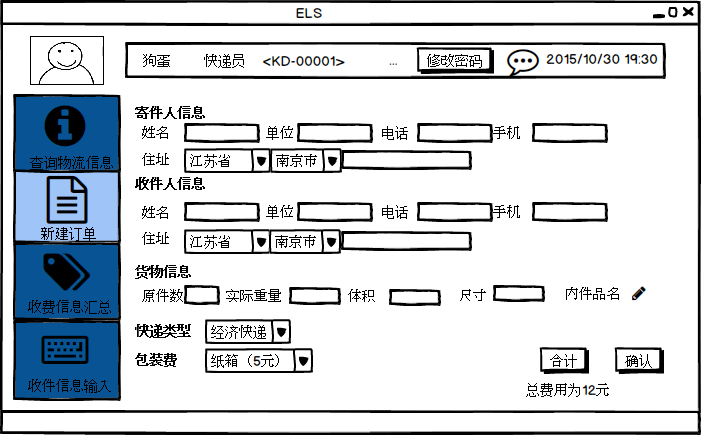 ELS
狗蛋 快递员 <KD-00001> ... 修改密码 2015/10/30 19:30
查询物流信息
新建订单
收费信息汇总
收件信息输入
寄件人信息
姓名 单位 电话 手机
住址 江苏省 南京市
收件人信息
姓名 单位 电话 手机
住址 江苏省 南京市
货物信息
原件数 实际重量 体积 尺寸 内件品名
快递类型 经济快递
包装费 纸箱（5元） 合计 确认
总费用为12元